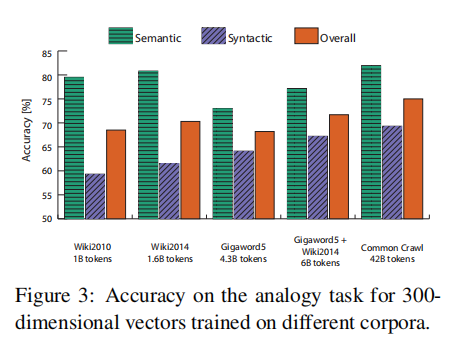 Semantic Syntactic Overall
85
80
75
70
65
60
55
50
Accuracy [%]
Wiki2010
1B tokens
Wiki2014
1.6B tokens
Gigaword5
4.3B tokens
Gigaword5 +
Wiki2014
6B tokens
Common Crawl
42B tokens
Figure 3: Accuracy on the analogy task for 300-
dimensional vectors trained on different corpora.